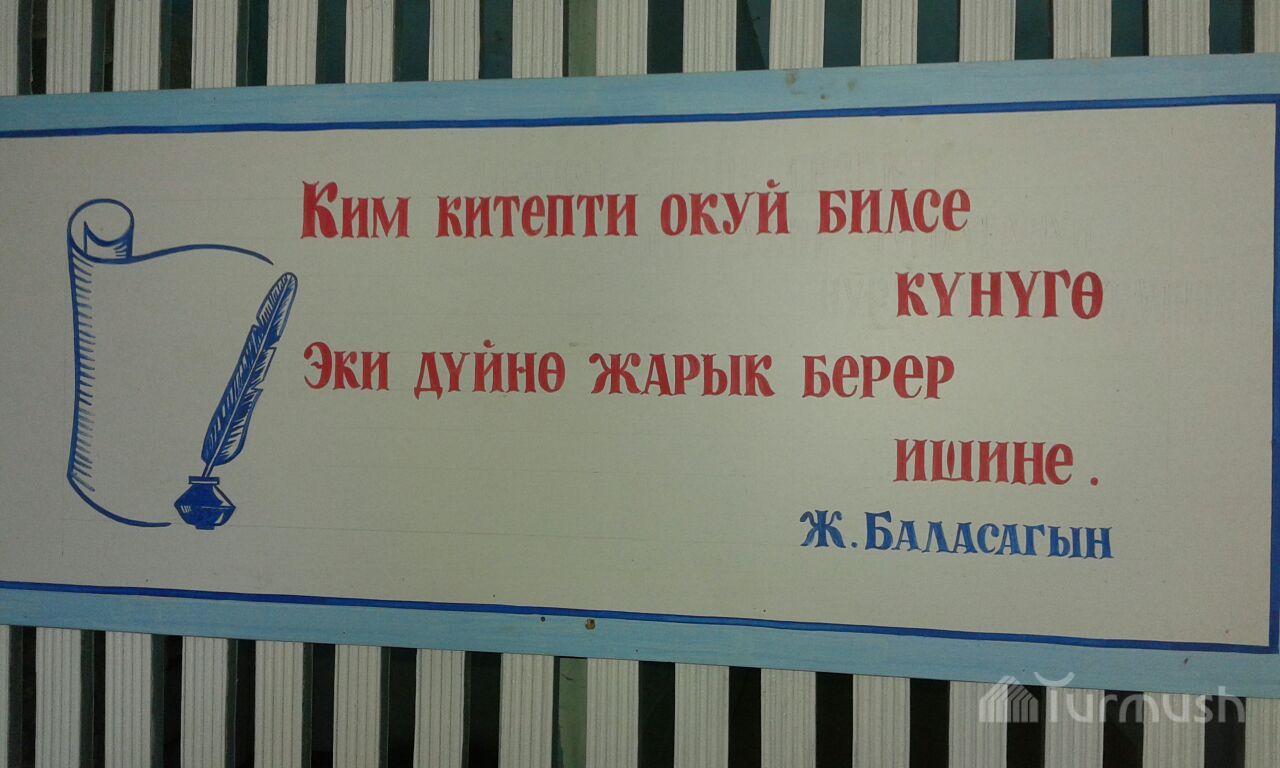 Ким китепти окуй билсе
күнүгө
Эки дүйнө жарык берер
ишине.
Ж. Баласагын
Turmush